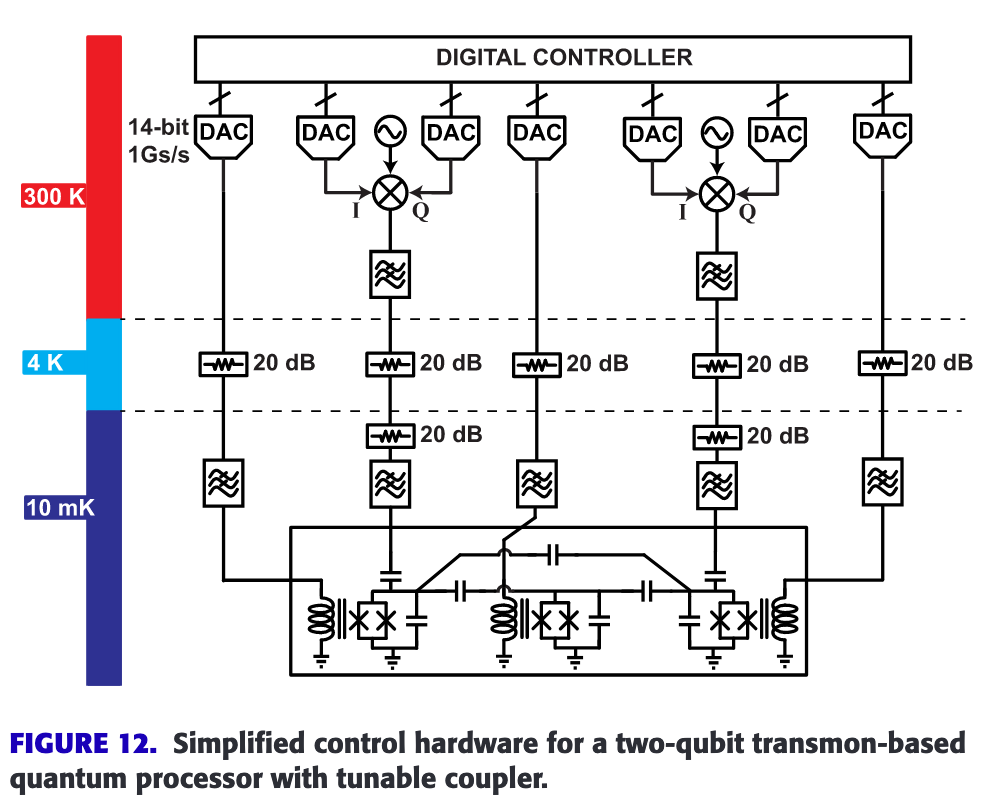 DIGITAL CONTROLLER
14-bit
1Gs/s
DAC DAC DAC DAC DAC DAC DAC
300 K
I Q I Q
4 K
20 dB 20 dB 20 dB 20 dB 20 dB
20 dB 20 dB
10 mK
FIGURE 12. Simplified control hardware for a two-qubit transmon-based
quantum processor with tunable coupler.